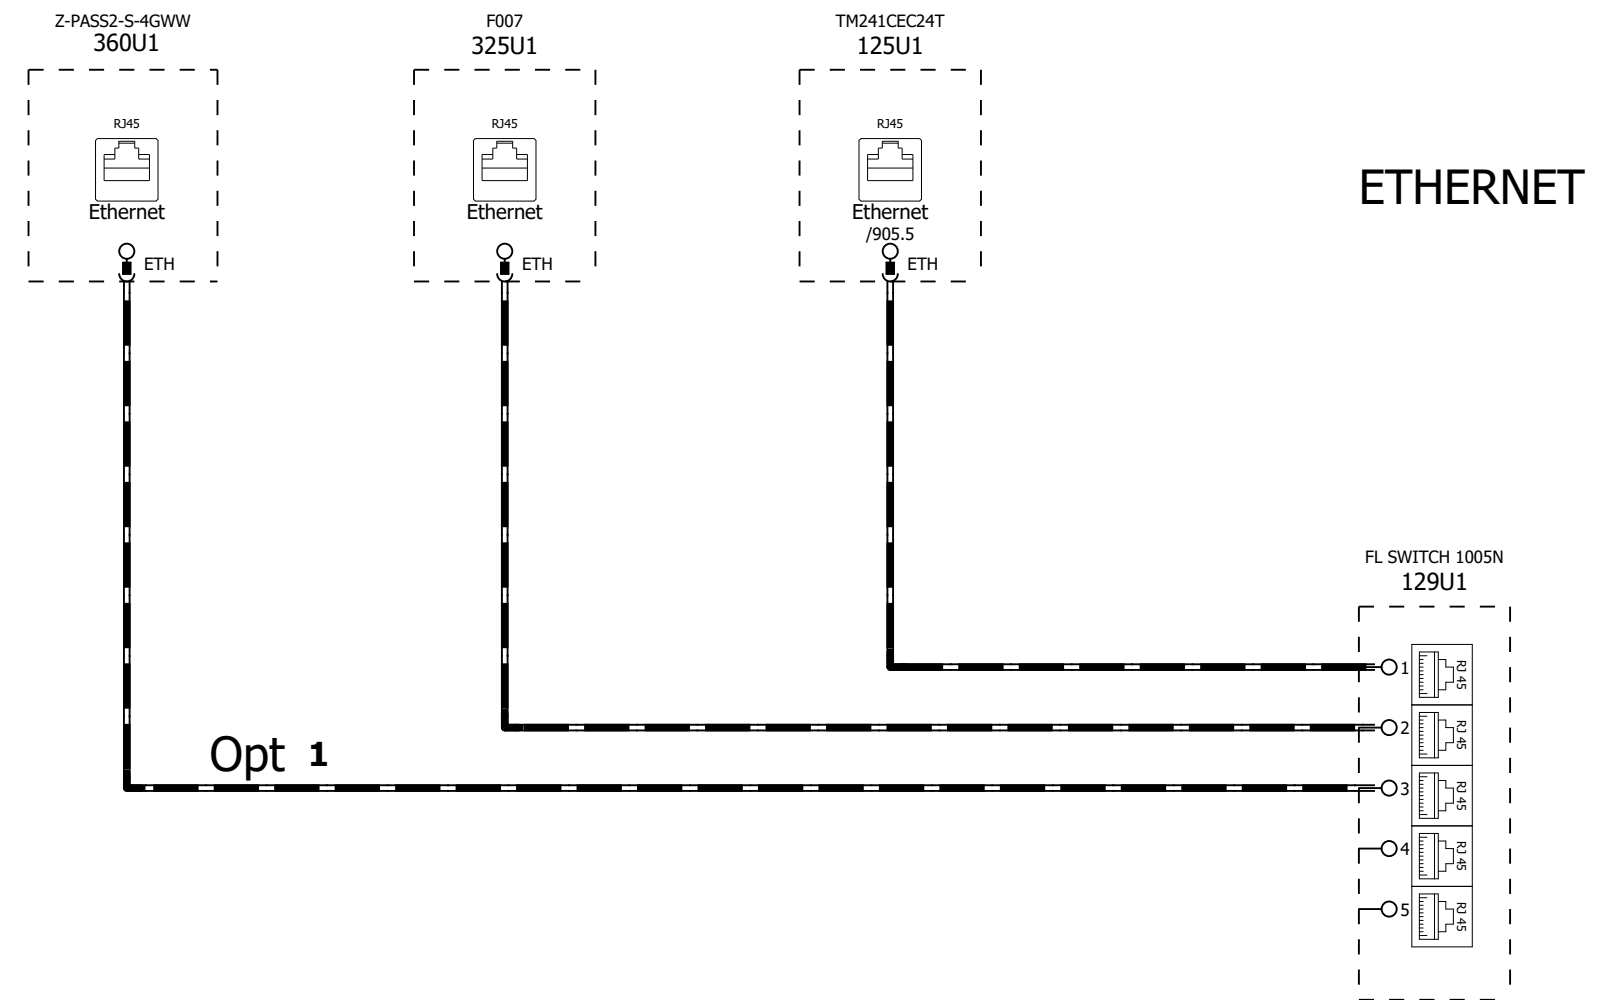 Z-PASS2-S-4GWW
360U1
RJ45
Ethernet
ETH
F007
325U1
RJ45
Ethernet
ETH
TM241CEC24T
125U1
RJ45
Ethernet
/905.5
ETH
ETHERNET
Opt 1
FL SWITCH 1005N
129U1
1
RJ 45
2
RJ 45
3
RJ 45
4
RJ 45
5
RJ 45